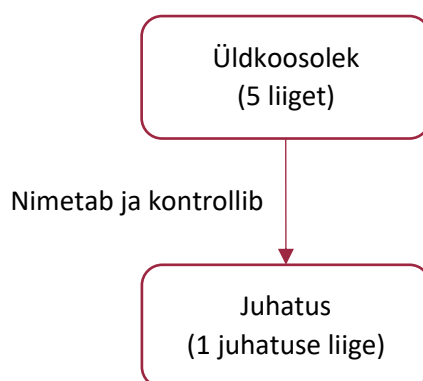 Üldkoosolek
(5 liiget)
Nimetab ja kontrollib
Juhatus
(1 juhatuse liige)